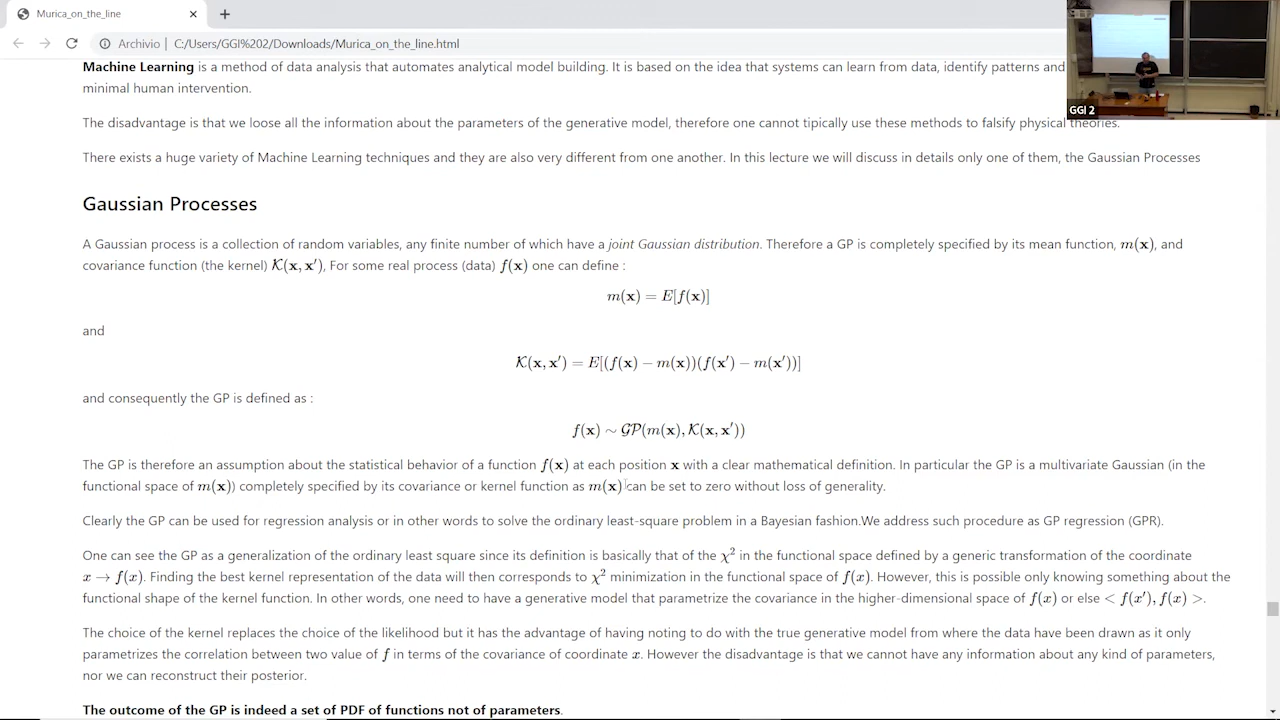 Murica_on_the_line
Archivio | C:/Users/GGI%202/Downloads/Murica_on_the_line.html
GGI 2
Machine Learning is a method of data analysis that automates analytical model building. It is based on the idea that systems can learn from data, identify patterns and
minimal human intervention.
The disadvantage is that we loose all the information about the parameters of the generative model, therefore one cannot tipically use these methods to falsify physical theories.
There exists a huge variety of Machine Learning techniques and they are also very different from one another. In this lecture we will discuss in details only one of them, the Gaussian Processes
Gaussian Processes
A Gaussian process is a collection of random variables, any finite number of which have a joint Gaussian distribution. Therefore a GP is completely specified by its mean function, m(x), and
covariance function (the kernel) 𝒦(x, x′), For some real process (data) f(x) one can define :
m(x) = E[f(x)]
and
𝒦(x, x′) = E[(f(x) − m(x))(f(x′) − m(x′))]
and consequently the GP is defined as :
f(x) ∼ 𝒢𝒫(m(x), 𝒦(x, x′))
The GP is therefore an assumption about the statistical behavior of a function f(x) at each position x with a clear mathematical definition. In particular the GP is a multivariate Gaussian (in the
functional space of m(x)) completely specified by its covariance or kernel function as m(x) can be set to zero without loss of generality.
Clearly the GP can be used for regression analysis or in other words to solve the ordinary least-square problem in a Bayesian fashion.We address such procedure as GP regression (GPR).
One can see the GP as a generalization of the ordinary least square since its definition is basically that of the χ² in the functional space defined by a generic transformation of the coordinate
x → f(x). Finding the best kernel representation of the data will then corresponds to χ² minimization in the functional space of f(x). However, this is possible only knowing something about the
functional shape of the kernel function. In other words, one need to have a generative model that parametrize the covariance in the higher-dimensional space of f(x) or else < f(x′), f(x) >.
The choice of the kernel replaces the choice of the likelihood but it has the advantage of having noting to do with the true generative model from where the data have been drawn as it only
parametrizes the correlation between two value of f in terms of the covariance of coordinate x. However the disadvantage is that we cannot have any information about any kind of parameters,
nor we can reconstruct their posterior.
The outcome of the GP is indeed a set of PDF of functions not of parameters.